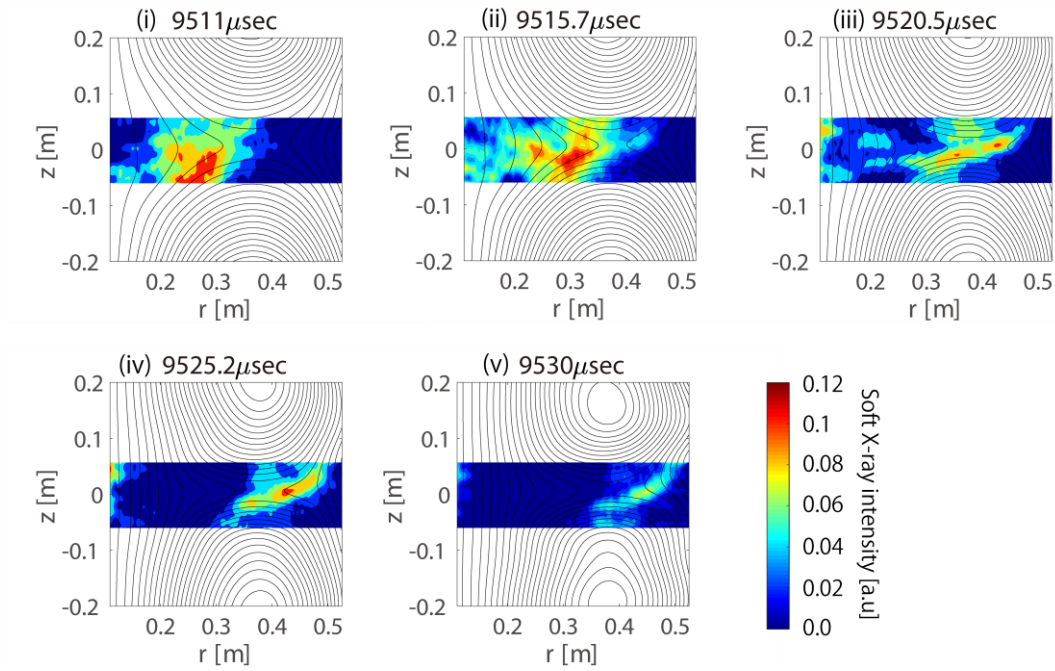 (i) 9511μsec
(ii) 9515.7μsec
(iii) 9520.5μsec
0.2
0.1
0
-0.1
-0.2
z [m]
0.2 0.3 0.4 0.5
r [m]
0.2
0.1
0
-0.1
-0.2
z [m]
0.2 0.3 0.4 0.5
r [m]
0.2
0.1
0
-0.1
-0.2
z [m]
0.2 0.3 0.4 0.5
r [m]
(iv) 9525.2μsec
(v) 9530μsec
0.2
0.1
0
-0.1
-0.2
z [m]
0.2 0.3 0.4 0.5
r [m]
0.2
0.1
0
-0.1
-0.2
z [m]
0.2 0.3 0.4 0.5
r [m]
0.12
0.10
0.08
0.06
0.04
0.02
0.0
Soft X-ray intensity [a.u]